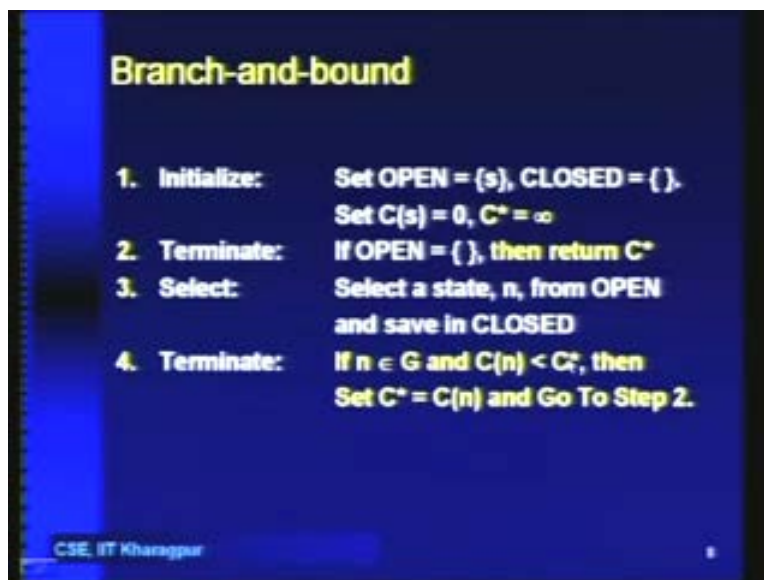 Branch-and-bound
1. Initialize: Set OPEN = {s}, CLOSED = { }.
Set C(s) = 0, C* = ∞
2. Terminate: If OPEN = { }, then return C*
3. Select: Select a state, n, from OPEN
and save in CLOSED
4. Terminate: If n ∈ G and C(n) < C*, then
Set C* = C(n) and Go To Step 2.
CSE, IIT Kharagpur